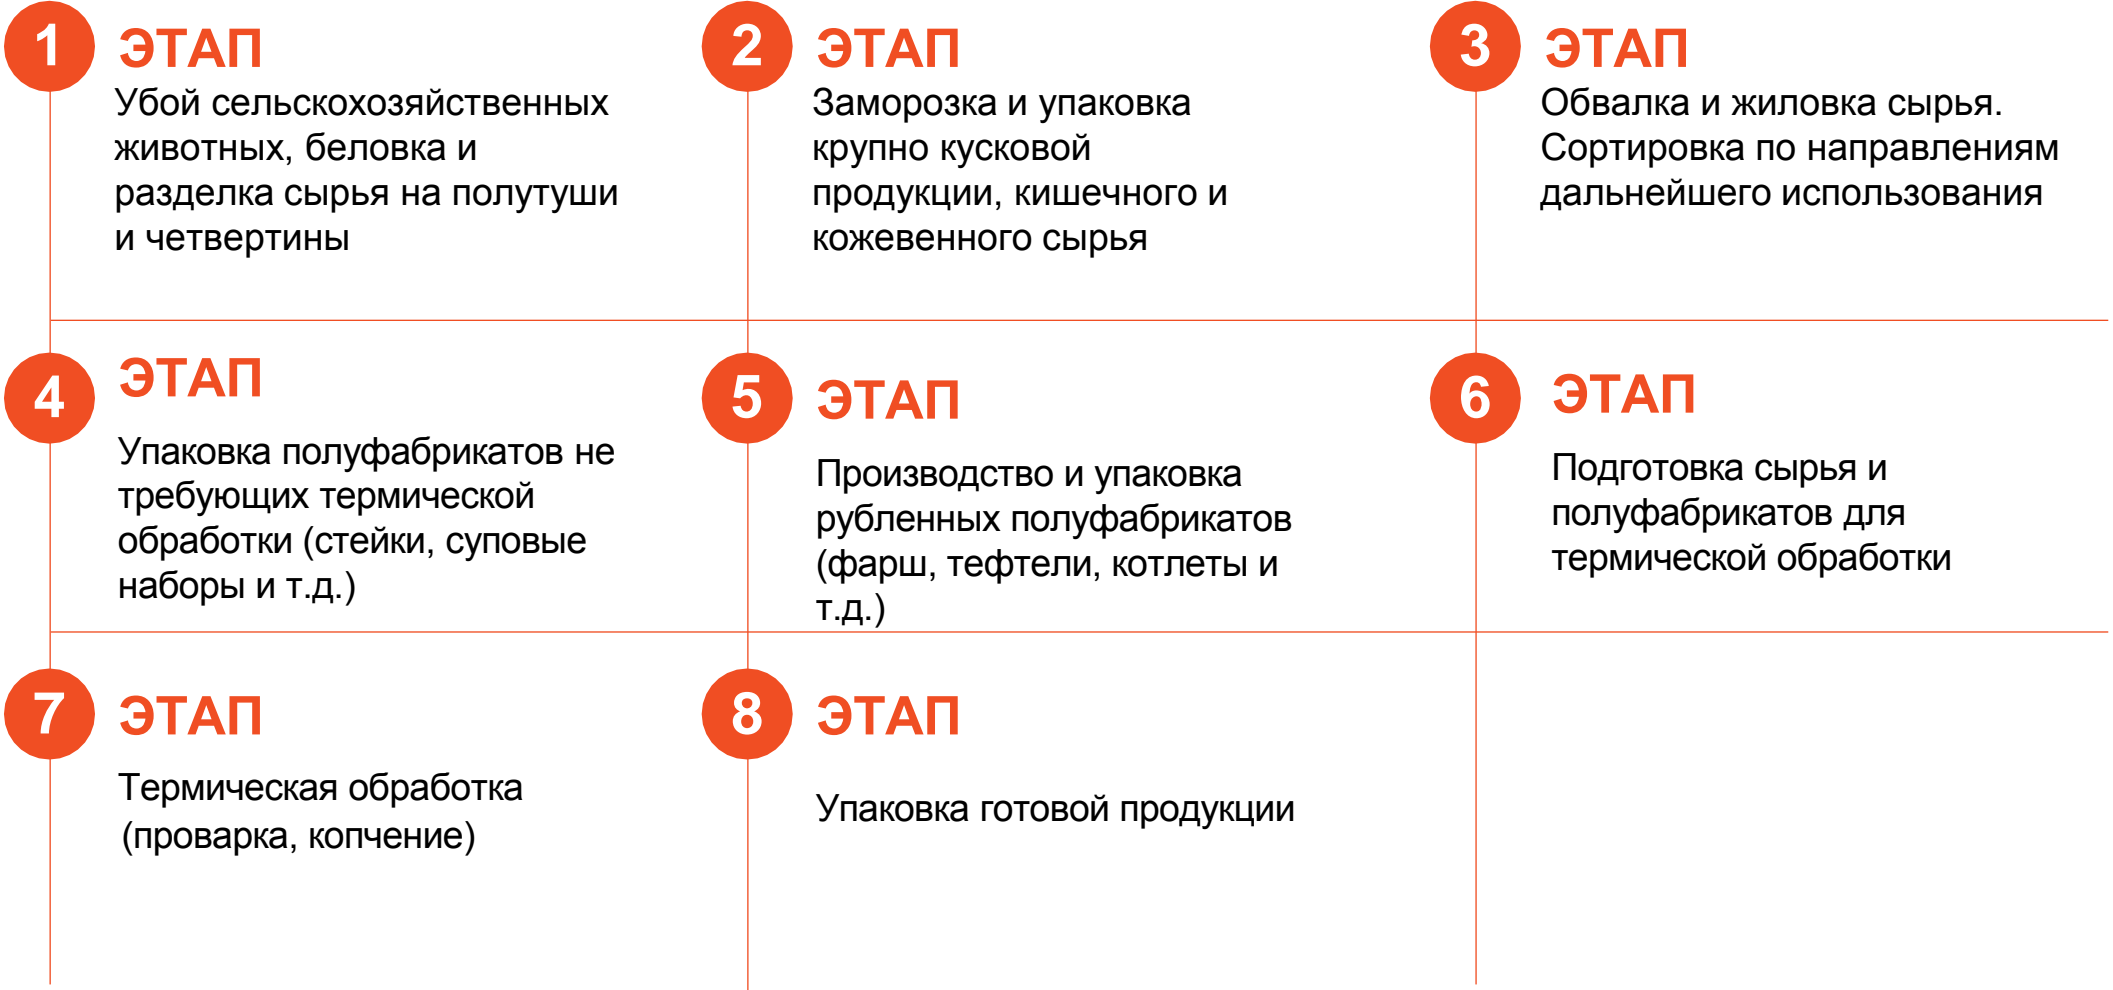 1 ЭТАП
Убой сельскохозяйственных
животных, беловка и
разделка сырья на полутуши
и четвертины
2 ЭТАП
Заморозка и упаковка
крупно кусковой
продукции, кишечного и
кожевенного сырья
3 ЭТАП
Обвалка и жиловка сырья.
Сортировка по направлениям
дальнейшего использования
4 ЭТАП
Упаковка полуфабрикатов не
требующих термической
обработки (стейки, суповые
наборы и т.д.)
5 ЭТАП
Производство и упаковка
рубленных полуфабрикатов
(фарш, тефтели, котлеты и
т.д.)
6 ЭТАП
Подготовка сырья и
полуфабрикатов для
термической обработки
7 ЭТАП
Термическая обработка
(проварка, копчение)
8 ЭТАП
Упаковка готовой продукции